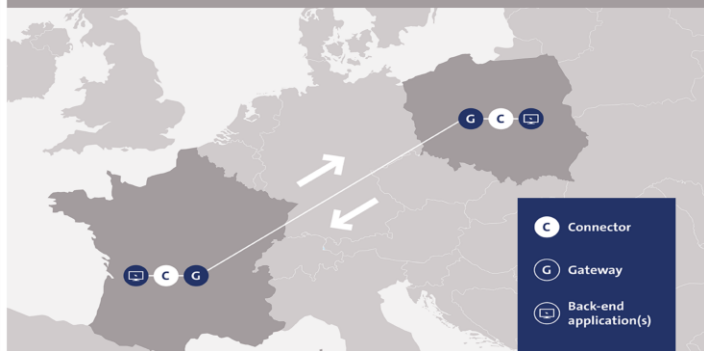 G C
C G
C Connector
G Gateway
Back-end
application(s)